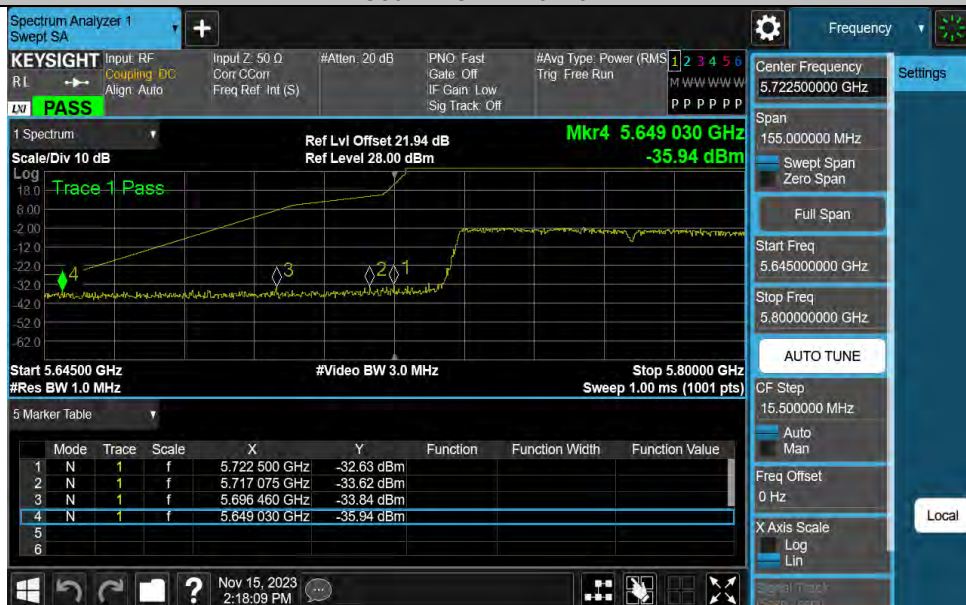 Spectrum Analyzer 1
Swept SA
Frequency
KEYSIGHT
Input: RF
Input Z: 50 Ω
#Atten: 20 dB
PNO: Fast
#Avg Type: Power (RMS
1 2 3 4 5 6
RL
Coupling: DC
Corr CCorr
Gate: Off
Trig: Free Run
M W W W W W
Align: Auto
Freq Ref: Int (S)
IF Gain: Low
LXI
PASS
Sig Track: Off
P P P P P P
1 Spectrum
Ref Lvl Offset 21.94 dB
Mkr4 5.649 030 GHz
Scale/Div 10 dB
Ref Level 28.00 dBm
-35.94 dBm
Log
Trace 1 Pass
18.0
8.00
-2.00
-12.0
-22.0
-32.0
-42.0
-52.0
-62.0
4
3
2
1
Start 5.64500 GHz
#Video BW 3.0 MHz
Stop 5.80000 GHz
#Res BW 1.0 MHz
Sweep 1.00 ms (1001 pts)
5 Marker Table
Mode Trace Scale X Y Function Function Width Function Value
1 N 1 f 5.722 500 GHz -32.63 dBm
2 N 1 f 5.717 075 GHz -33.62 dBm
3 N 1 f 5.696 460 GHz -33.84 dBm
4 N 1 f 5.649 030 GHz -35.94 dBm
5
6
?
Nov 15, 2023
2:18:09 PM
Center Frequency
5.722500000 GHz
Settings
Span
155.000000 MHz
Swept Span
Zero Span
Full Span
Start Freq
5.645000000 GHz
Stop Freq
5.800000000 GHz
AUTO TUNE
CF Step
15.500000 MHz
Auto
Man
Freq Offset
0 Hz
Local
X Axis Scale
Log
Lin
Signal Track